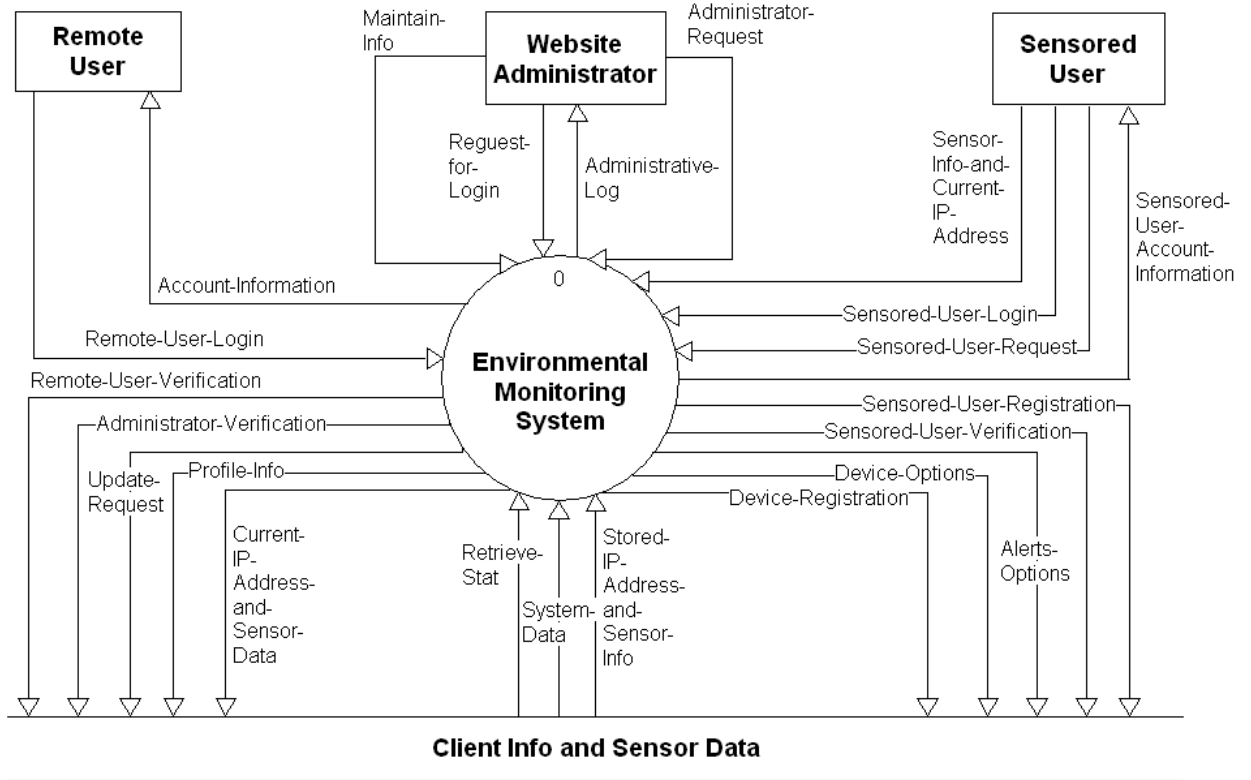 Remote
User
Maintain-
Info
Website
Administrator
Administrator-
Request
Sensored
User
Reguest-
for-
Login
Administrative-
Log
Sensor-
Info-and-
Current-
IP-
Address
Sensored-
User-
Account-
Information
Account-Information
0
Sensored-User-Login
Remote-User-Login
Sensored-User-Request
Environmental
Monitoring
System
Remote-User-Verification
Sensored-User-Registration
Administrator-Verification
Sensored-User-Verification
Update-
Request
Profile-Info
Device-Options
Device-Registration
Current-
IP-
Address-
and-
Sensor-
Data
Retrieve-
Stat
System-
Data
Stored-
IP-
Address-
and-
Sensor-
Info
Alerts-
Options
Client Info and Sensor Data